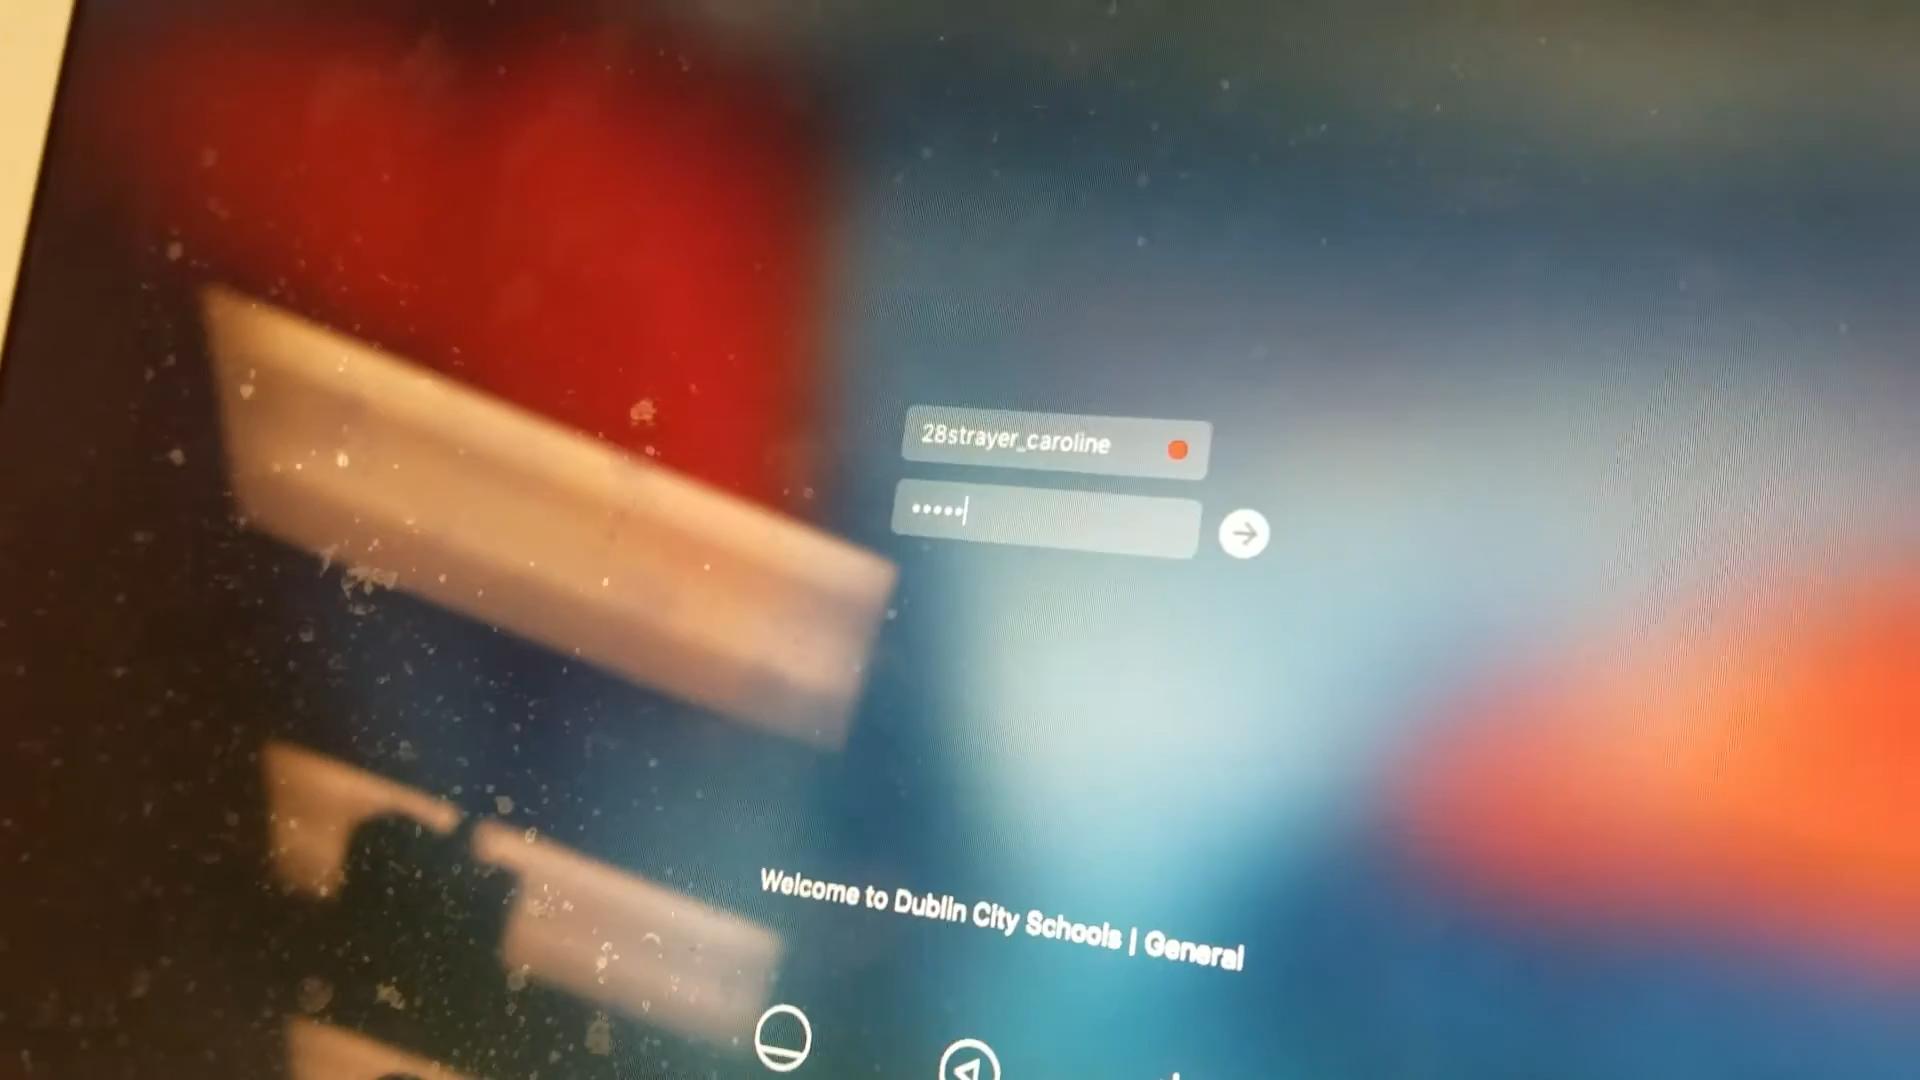 28strayer_caroline
•••••
Welcome to Dublin City Schools | General